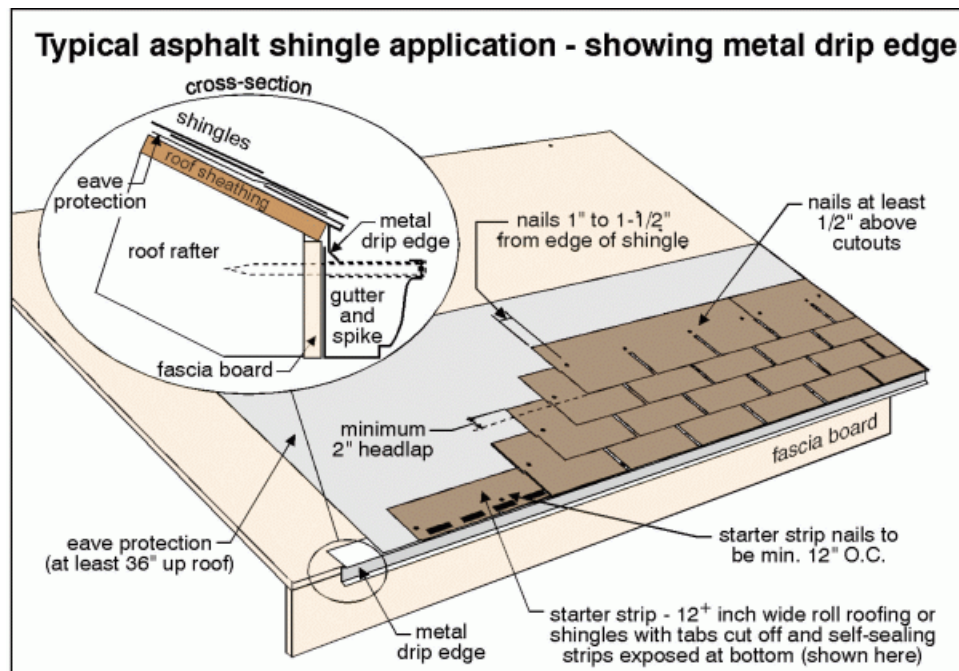 Typical asphalt shingle application - showing metal drip edge
cross-section
shingles
roof sheathing
eave
protection
metal
drip edge
roof rafter
gutter
and
spike
fascia board
nails 1" to 1-1/2"
from edge of shingle
nails at least
1/2" above
cutouts
minimum
2" headlap
fascia board
eave protection
(at least 36" up roof)
starter strip nails to
be min. 12" O.C.
metal
drip edge
starter strip - 12+ inch wide roll roofing or
shingles with tabs cut off and self-sealing
strips exposed at bottom (shown here)